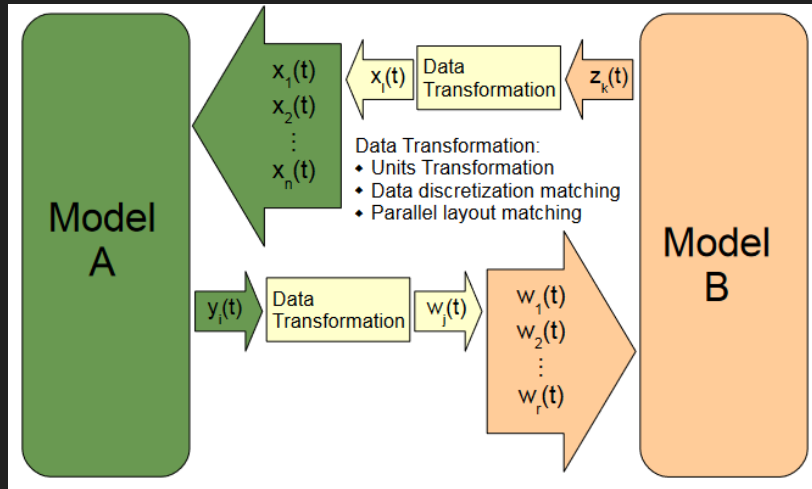 Model
A
x₁(t)
x₂(t)
⋮
xₙ(t)
xₗ(t)
Data
Transformation
zₖ(t)
Data Transformation:
◆ Units Transformation
◆ Data discretization matching
◆ Parallel layout matching
yᵢ(t)
Data
Transformation
wⱼ(t)
w₁(t)
w₂(t)
⋮
wᵣ(t)
Model
B